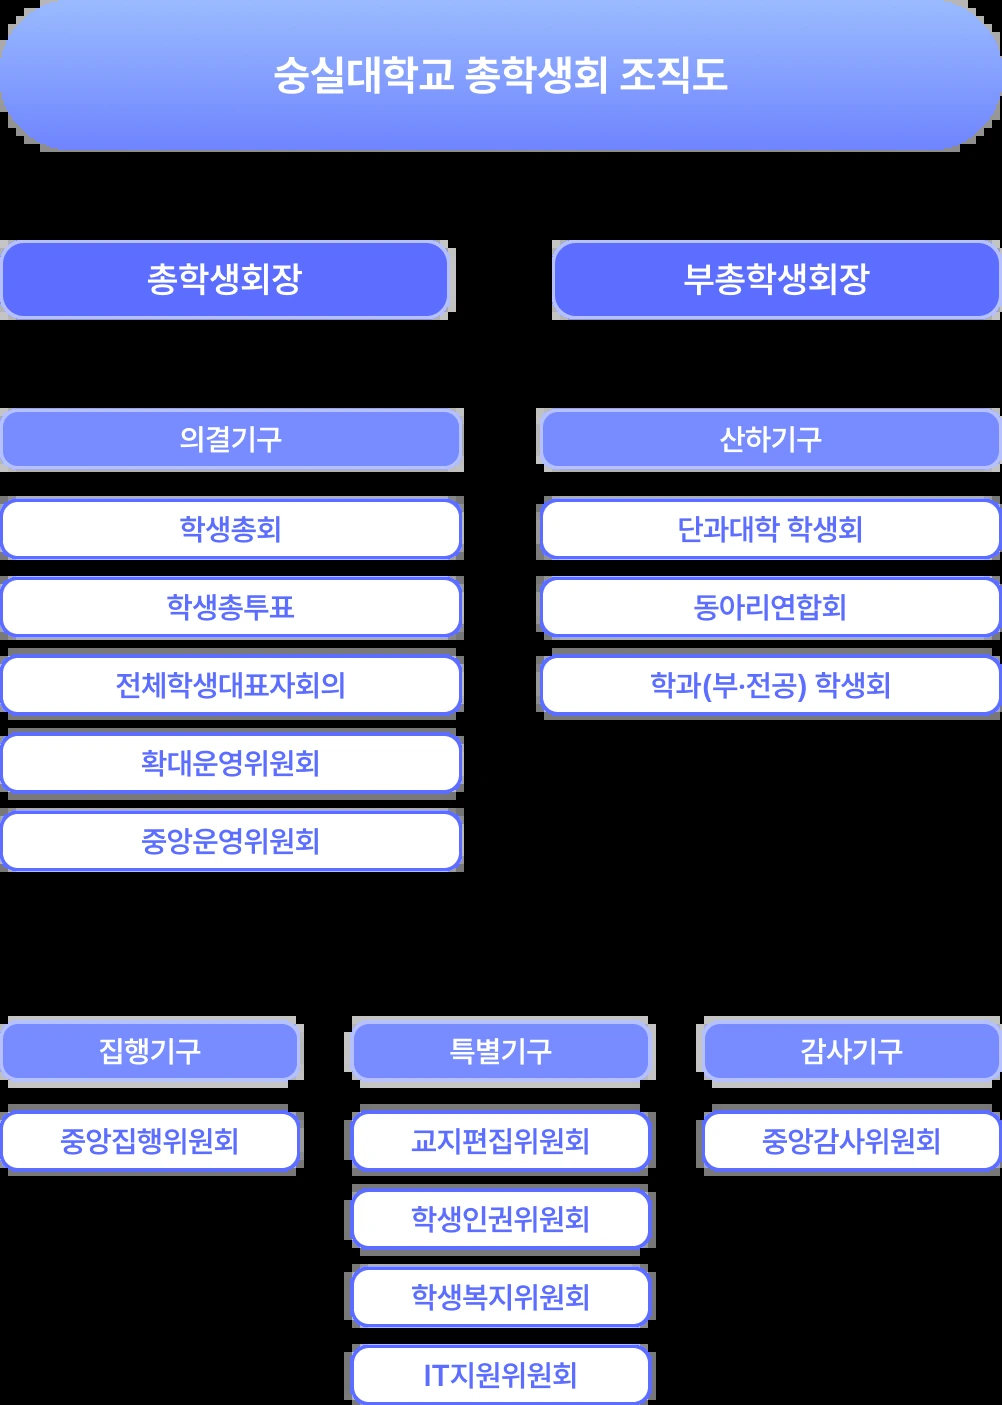 숭실대학교 총학생회 조직도
총학생회장
부총학생회장
의결기구
학생총회
학생총투표
전체학생대표자회의
확대운영위원회
중앙운영위원회
산하기구
단과대학 학생회
동아리연합회
학과(부·전공) 학생회
집행기구
중앙집행위원회
특별기구
교지편집위원회
학생인권위원회
학생복지위원회
IT지원위원회
감사기구
중앙감사위원회